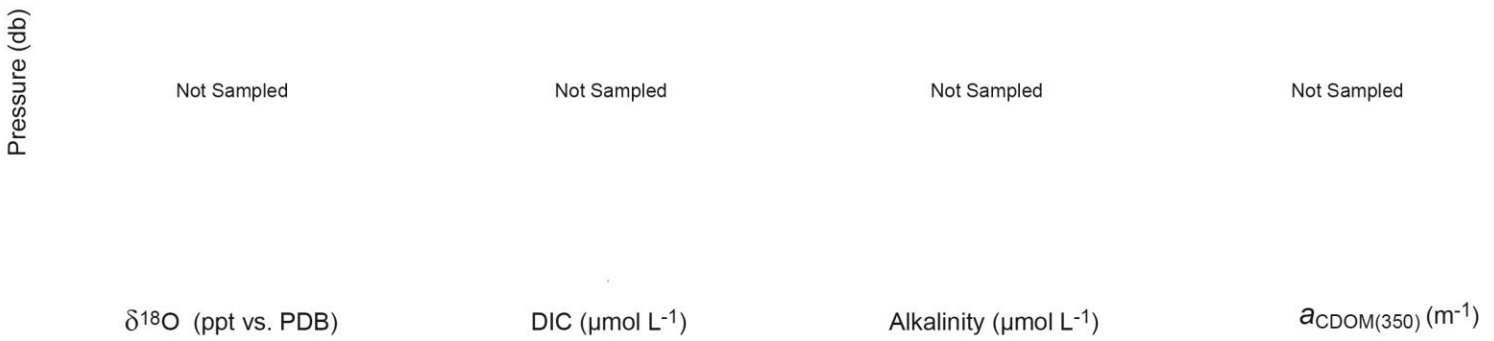 Pressure (db)
Not Sampled
Not Sampled
Not Sampled
Not Sampled
δ¹⁸O (ppt vs. PDB)
DIC (µmol L⁻¹)
Alkalinity (µmol L⁻¹)
aCDOM(350) (m⁻¹)